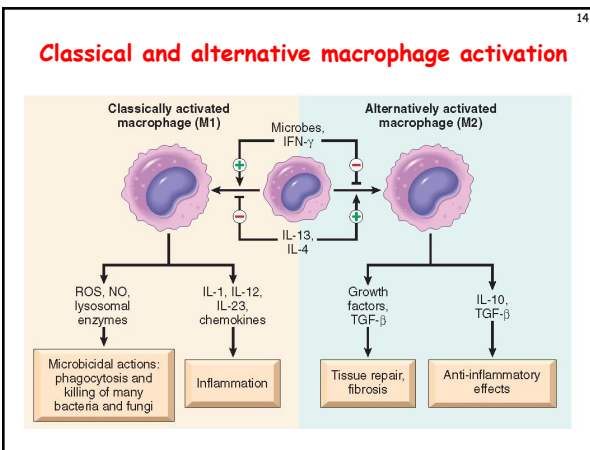 14
Classical and alternative macrophage activation
Classically activated
macrophage (M1)
Alternatively activated
macrophage (M2)
Microbes,
IFN-γ
+
−
−
+
IL-13,
IL-4
ROS, NO,
lysosomal
enzymes
IL-1, IL-12,
IL-23,
chemokines
Growth
factors,
TGF-β
IL-10,
TGF-β
Microbicidal actions:
phagocytosis and
killing of many
bacteria and fungi
Inflammation
Tissue repair,
fibrosis
Anti-inflammatory
effects